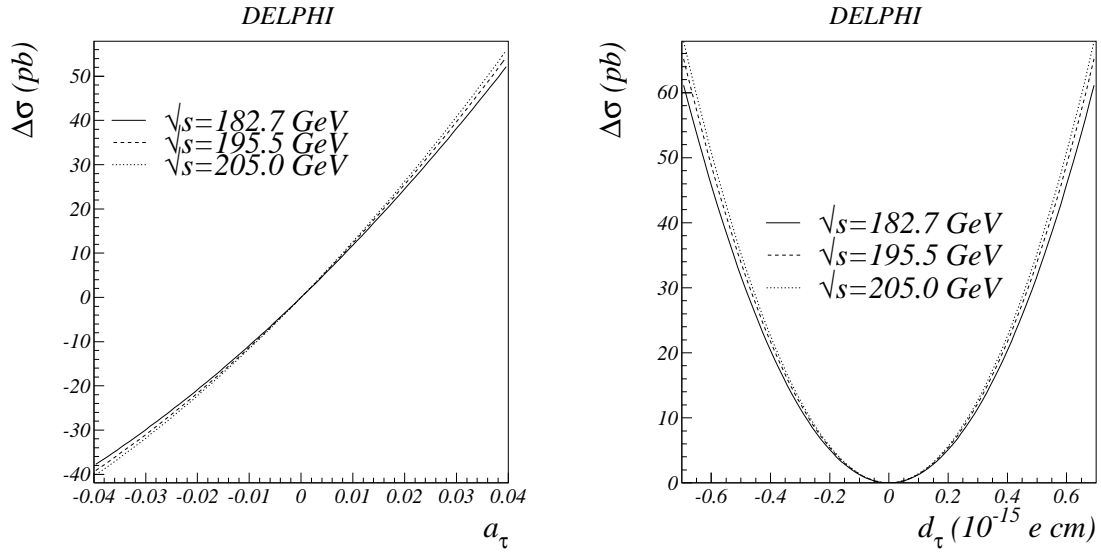 DELPHI
Δσ (pb)
50
40
30
20
10
0
-10
-20
-30
-40
√s=182.7 GeV
√s=195.5 GeV
√s=205.0 GeV
-0.04 -0.03 -0.02 -0.01 0 0.01 0.02 0.03 0.04
a_τ
DELPHI
Δσ (pb)
60
50
40
30
20
10
0
√s=182.7 GeV
√s=195.5 GeV
√s=205.0 GeV
-0.6 -0.4 -0.2 0 0.2 0.4 0.6
d_τ (10^-15 e cm)